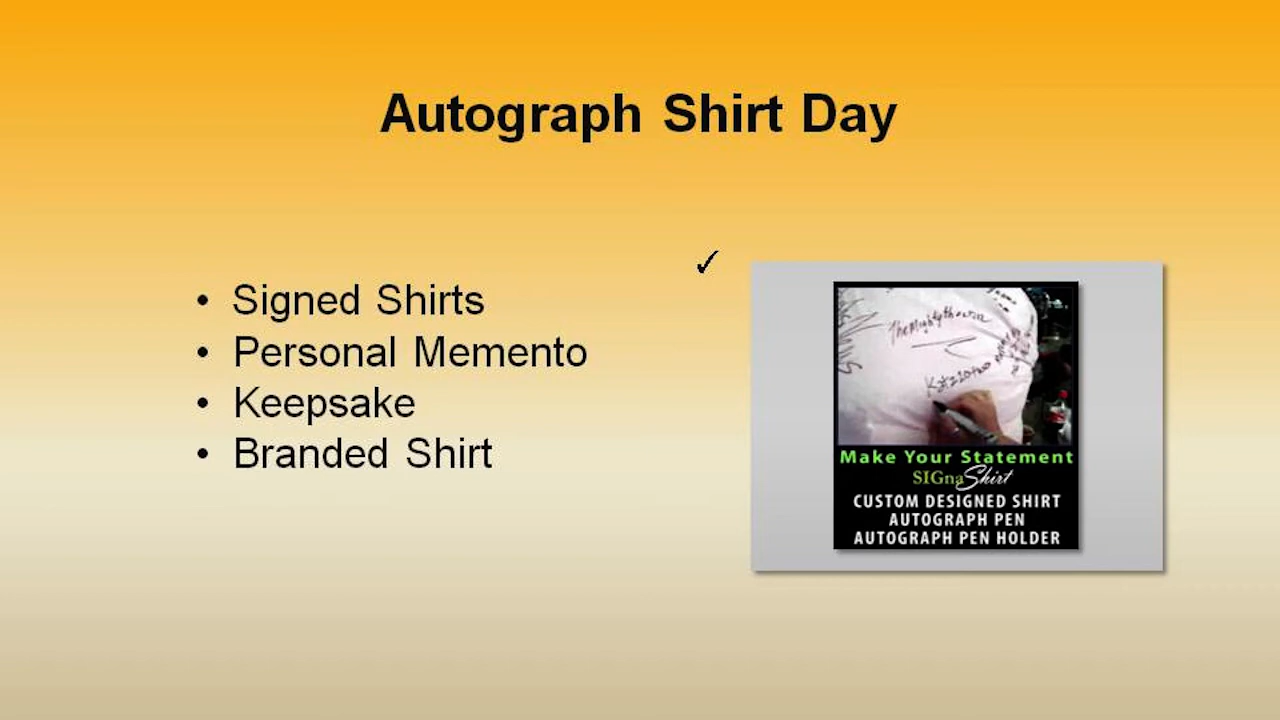 Autograph Shirt Day
✓
• Signed Shirts
• Personal Memento
• Keepsake
• Branded Shirt
Make Your Statement
SIGnaShirt
CUSTOM DESIGNED SHIRT
AUTOGRAPH PEN
AUTOGRAPH PEN HOLDER